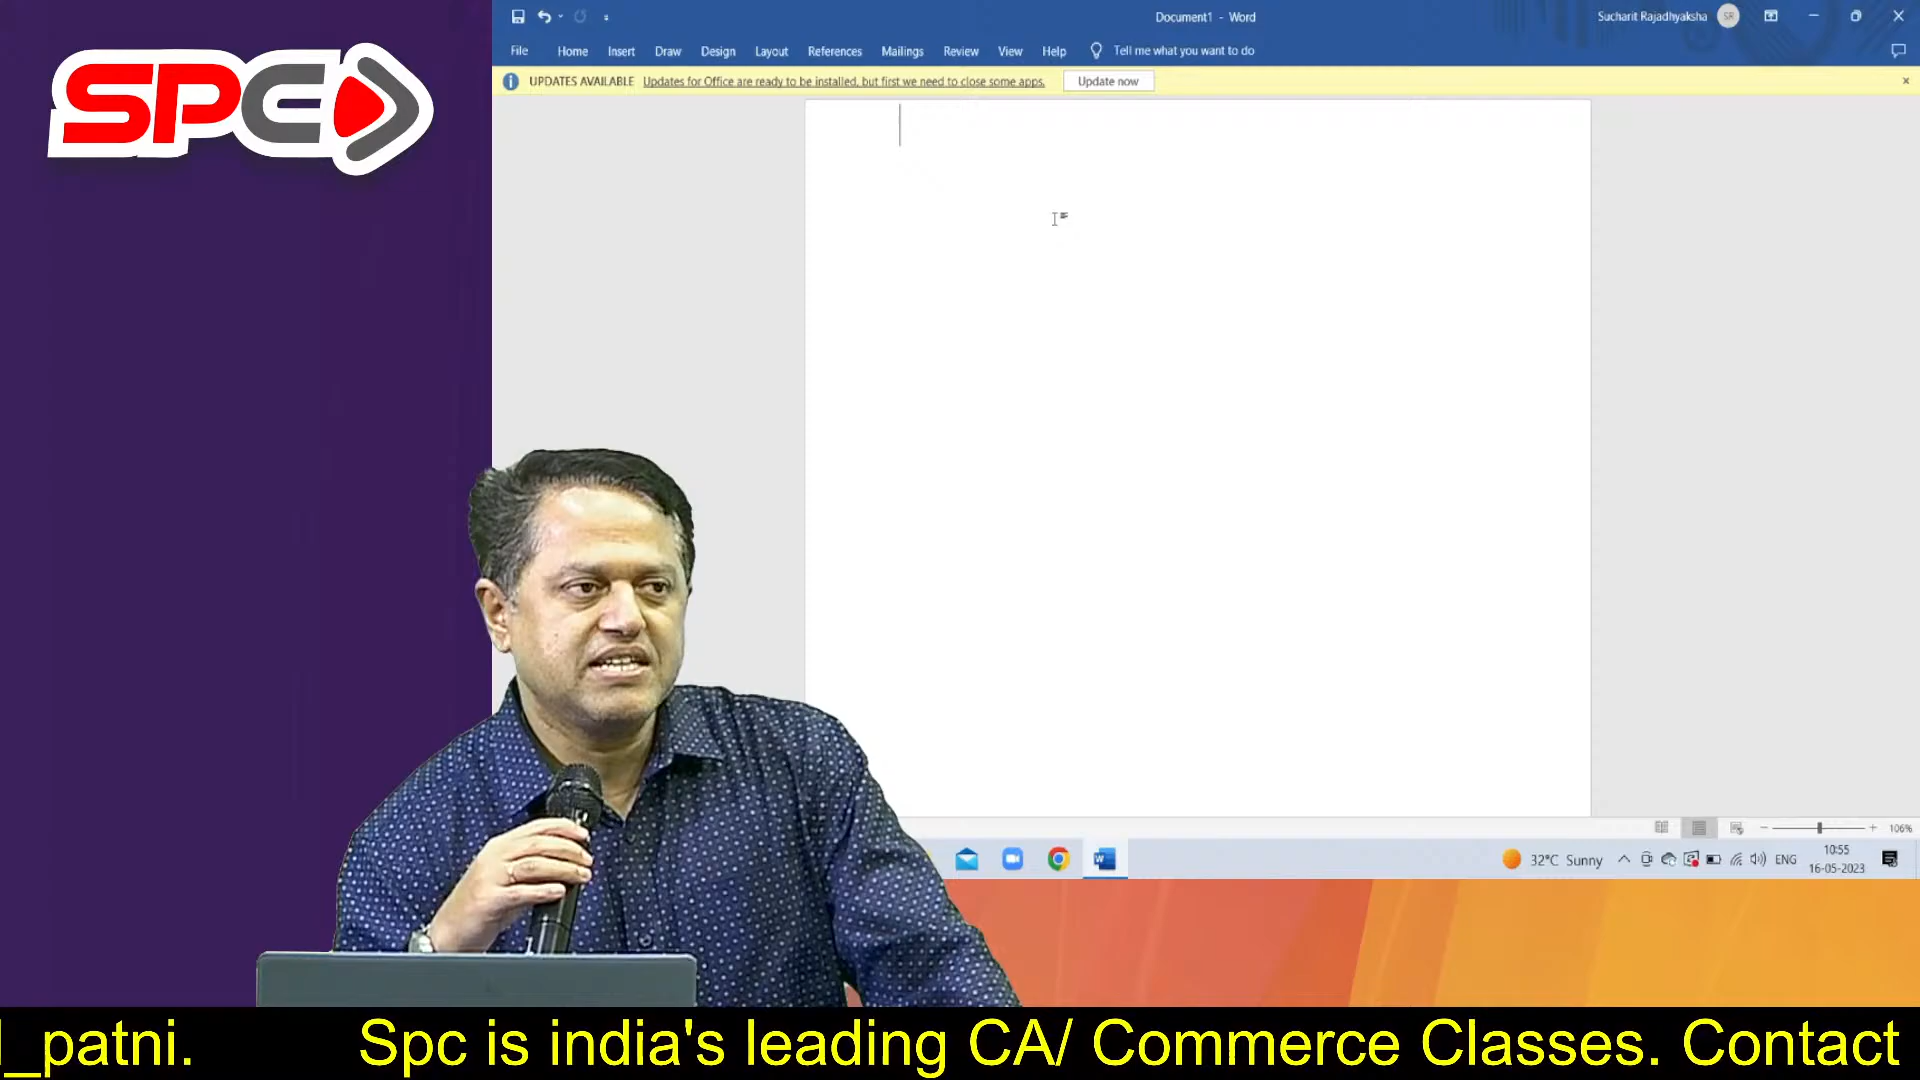 SPC
Document1 - Word
Sucharit Rajadhyaksha SR
File Home Insert Draw Design Layout References Mailings Review View Help Tell me what you want to do
UPDATES AVAILABLE Updates for Office are ready to be installed, but first we need to close some apps. Update now
106%
32°C Sunny ENG 10:55
16-05-2023
l_patni. Spc is india's leading CA/ Commerce Classes. Contact